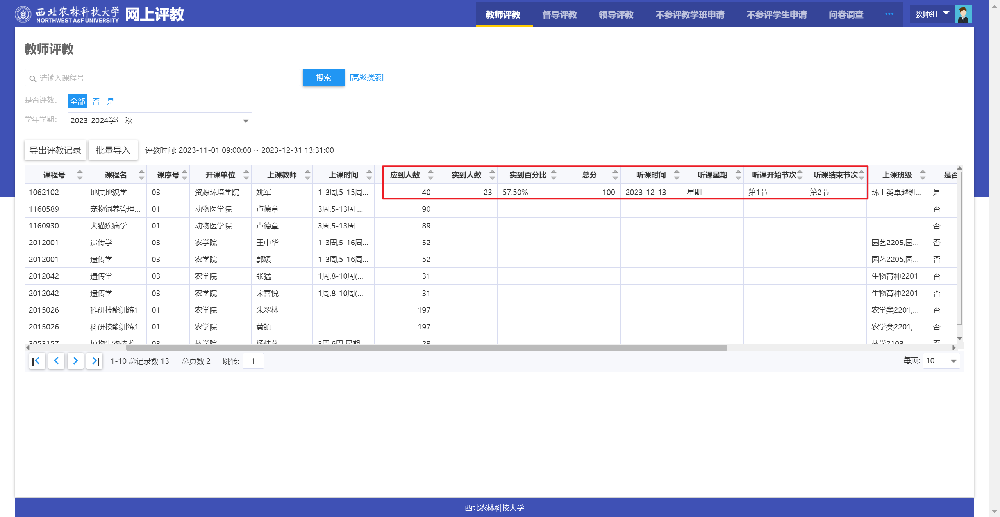 西北农林科技大学
NORTHWEST A&F UNIVERSITY
网上评教
教师评教 督导评教 领导评教 不参评教学班申请 不参评学生申请 问卷调查 ···
教师组
教师评教
请输入课程号 搜索 [高级搜索]
是否评教: 全部 否 是
学年学期: 2023-2024学年 秋
导出评教记录 批量导入 评教时间: 2023-11-01 09:00:00 ~ 2023-12-31 13:31:00
课程号 课程名 课序号 开课单位 上课教师 上课时间 应到人数 实到人数 实到百分比 总分 听课时间 听课星期 听课开始节次 听课结束节次 上课班级 是否
1062102 地质地貌学 03 资源环境学院 姚军 1-3周,5-15周... 40 23 57.50% 100 2023-12-13 星期三 第1节 第2节 环工类卓越班... 是
1160589 宠物饲养管理... 01 动物医学院 卢德章 3周,5-13周 ... 90 否
1160930 犬猫疾病学 01 动物医学院 卢德章 3周,5-13周 ... 89 否
2012001 遗传学 03 农学院 王中华 1-3周,5-16周... 52 园艺2205,园... 否
2012001 遗传学 03 农学院 郭媛 1-3周,5-16周... 52 园艺2205,园... 否
2012042 遗传学 03 农学院 张猛 1周,8-10周(... 31 生物育种2201 否
2012042 遗传学 03 农学院 宋喜悦 1周,8-10周(... 31 生物育种2201 否
2015026 科研技能训练1 01 农学院 朱翠林 197 农学类2201,... 否
2015026 科研技能训练1 01 农学院 黄镇 197 农学类2201,... 否
3053157 植物生物技术 03 林学院 杨桂燕 3周,6周 星期 29 林学2103 否
1-10 总记录数 13 总页数 2 跳转: 1 每页: 10
西北农林科技大学